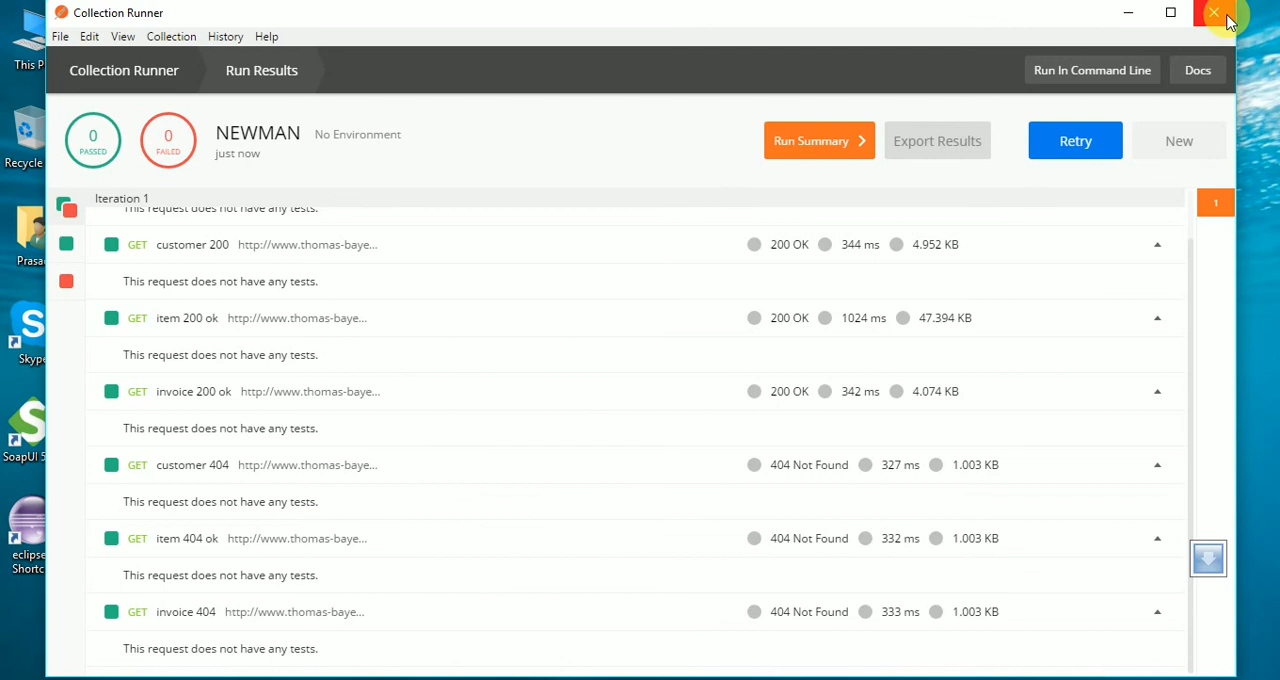 Collection Runner
File Edit View Collection History Help
Collection Runner Run Results Run In Command Line Docs
0 PASSED 0 FAILED NEWMAN No Environment
just now
Run Summary Export Results Retry New
Iteration 1 1
This request does not have any tests.
GET customer 200 http://www.thomas-baye... 200 OK 344 ms 4.952 KB
This request does not have any tests.
GET item 200 ok http://www.thomas-baye... 200 OK 1024 ms 47.394 KB
This request does not have any tests.
GET invoice 200 ok http://www.thomas-baye... 200 OK 342 ms 4.074 KB
This request does not have any tests.
GET customer 404 http://www.thomas-baye... 404 Not Found 327 ms 1.003 KB
This request does not have any tests.
GET item 404 ok http://www.thomas-baye... 404 Not Found 332 ms 1.003 KB
This request does not have any tests.
GET invoice 404 http://www.thomas-baye... 404 Not Found 333 ms 1.003 KB
This request does not have any tests.
This P
Recycle
Prasa
Skype
SoapUI 5
eclipse
Shortc